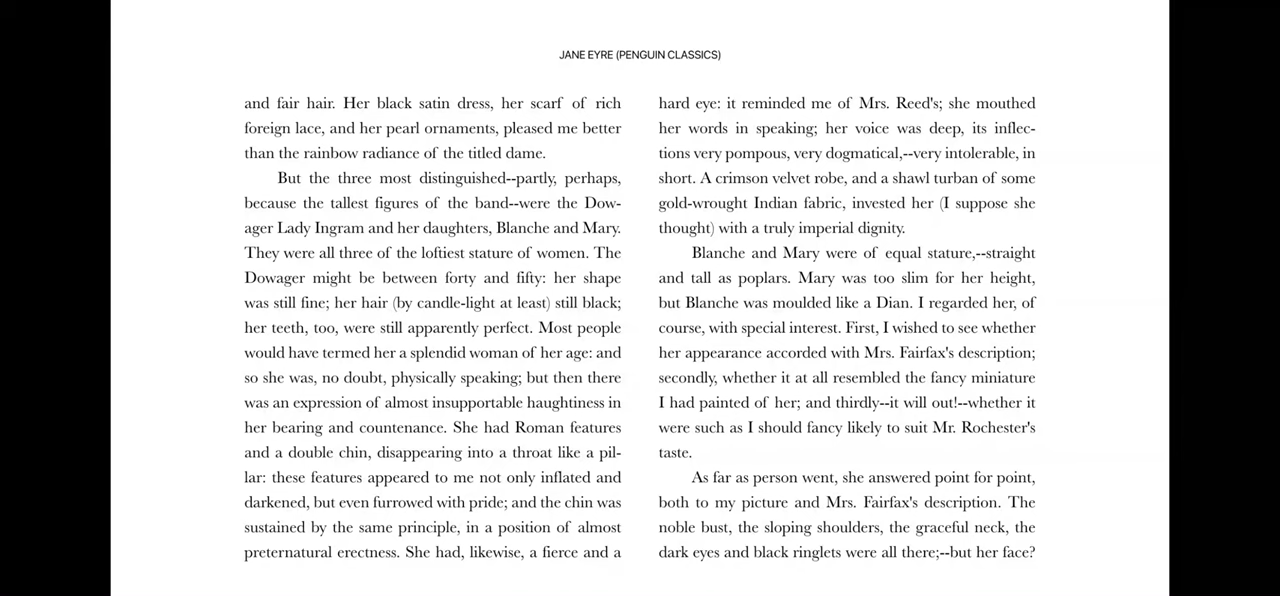 JANE EYRE (PENGUIN CLASSICS)
and fair hair. Her black satin dress, her scarf of rich
foreign lace, and her pearl ornaments, pleased me better
than the rainbow radiance of the titled dame.
But the three most distinguished--partly, perhaps,
because the tallest figures of the band--were the Dow-
ager Lady Ingram and her daughters, Blanche and Mary.
They were all three of the loftiest stature of women. The
Dowager might be between forty and fifty: her shape
was still fine; her hair (by candle-light at least) still black;
her teeth, too, were still apparently perfect. Most people
would have termed her a splendid woman of her age: and
so she was, no doubt, physically speaking; but then there
was an expression of almost insupportable haughtiness in
her bearing and countenance. She had Roman features
and a double chin, disappearing into a throat like a pil-
lar: these features appeared to me not only inflated and
darkened, but even furrowed with pride; and the chin was
sustained by the same principle, in a position of almost
preternatural erectness. She had, likewise, a fierce and a
hard eye: it reminded me of Mrs. Reed's; she mouthed
her words in speaking; her voice was deep, its inflec-
tions very pompous, very dogmatical,--very intolerable, in
short. A crimson velvet robe, and a shawl turban of some
gold-wrought Indian fabric, invested her (I suppose she
thought) with a truly imperial dignity.
Blanche and Mary were of equal stature,--straight
and tall as poplars. Mary was too slim for her height,
but Blanche was moulded like a Dian. I regarded her, of
course, with special interest. First, I wished to see whether
her appearance accorded with Mrs. Fairfax's description;
secondly, whether it at all resembled the fancy miniature
I had painted of her; and thirdly--it will out!--whether it
were such as I should fancy likely to suit Mr. Rochester's
taste.
As far as person went, she answered point for point,
both to my picture and Mrs. Fairfax's description. The
noble bust, the sloping shoulders, the graceful neck, the
dark eyes and black ringlets were all there;--but her face?